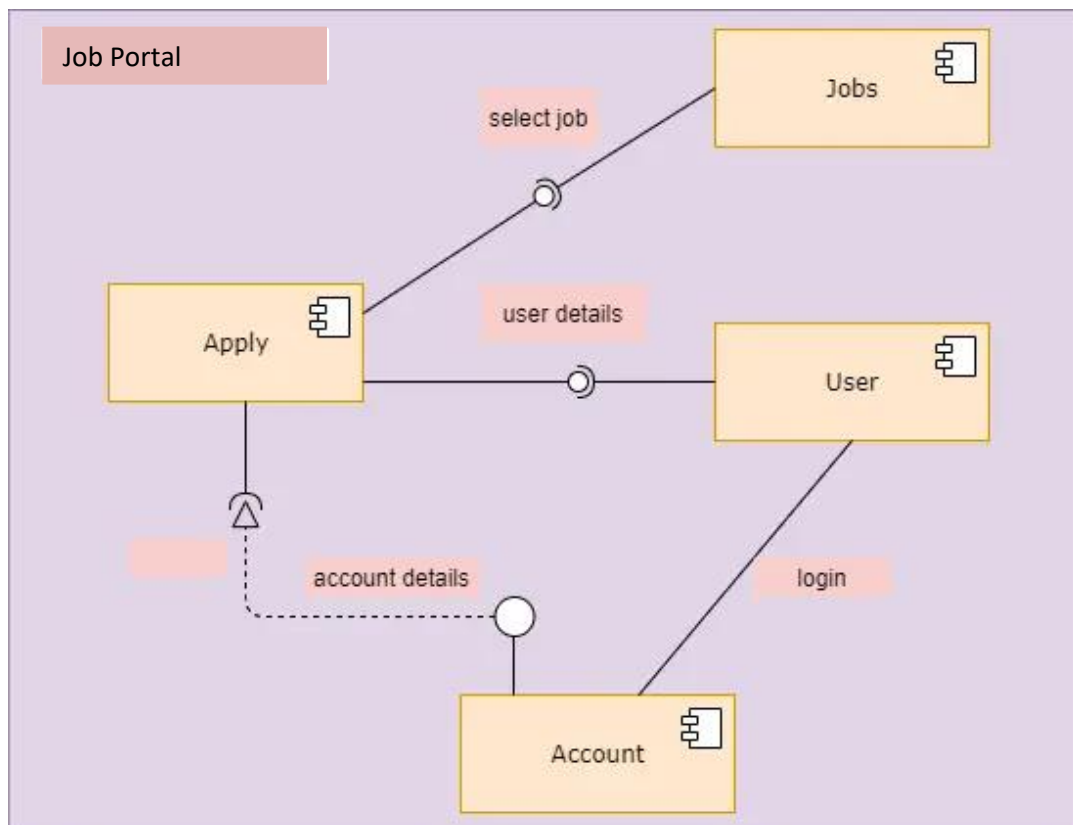 Job Portal
Jobs
select job
user details
Apply
User
account details
login
Account